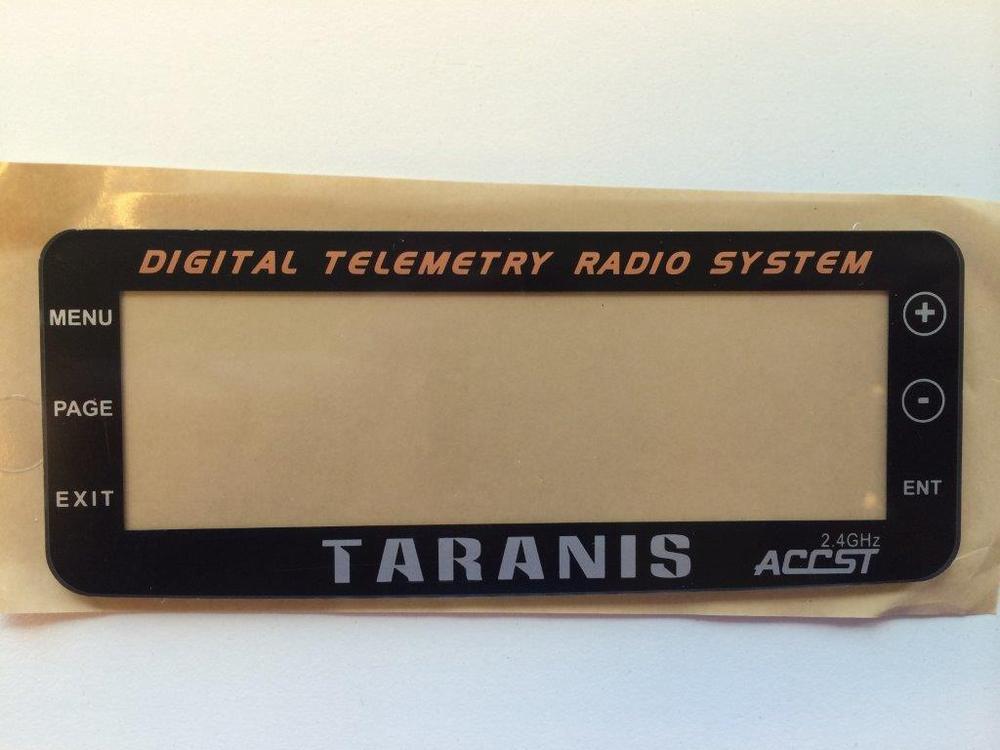 DIGITAL TELEMETRY RADIO SYSTEM
MENU
+
PAGE
-
EXIT
ENT
TARANIS
2.4GHz
ACCST